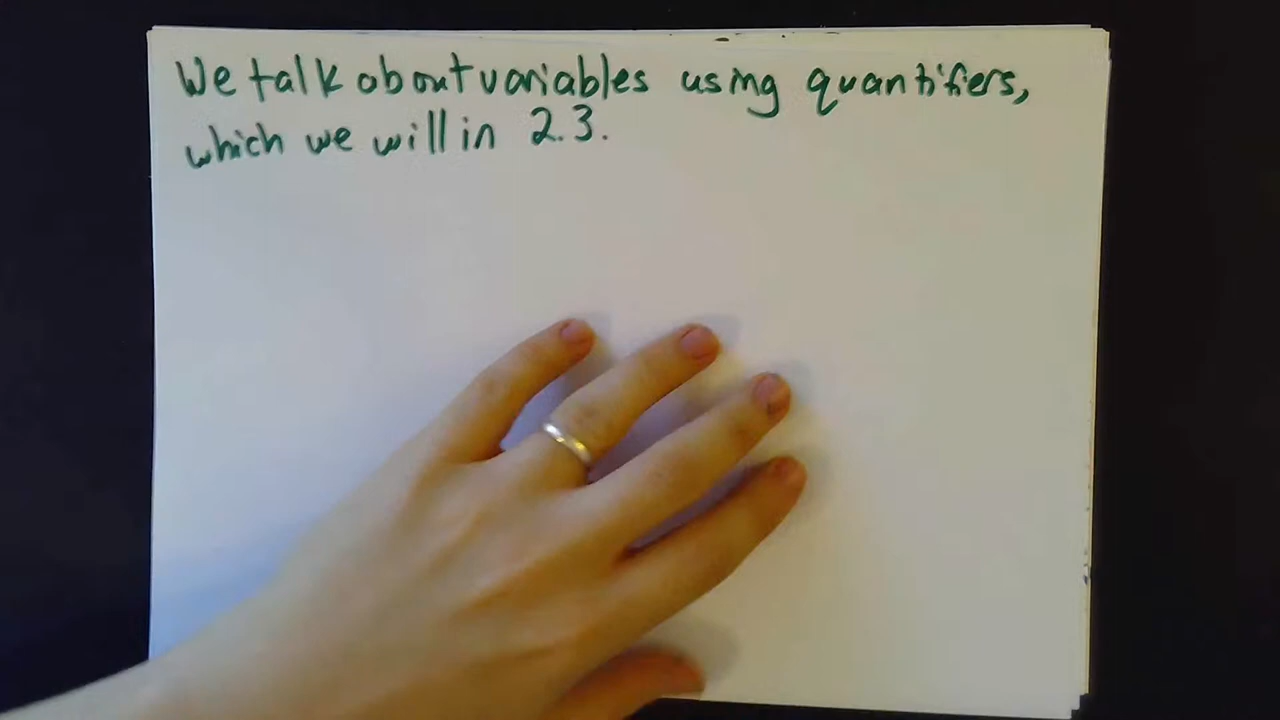 We talk about variables using quantifiers,
which we will in 2.3.